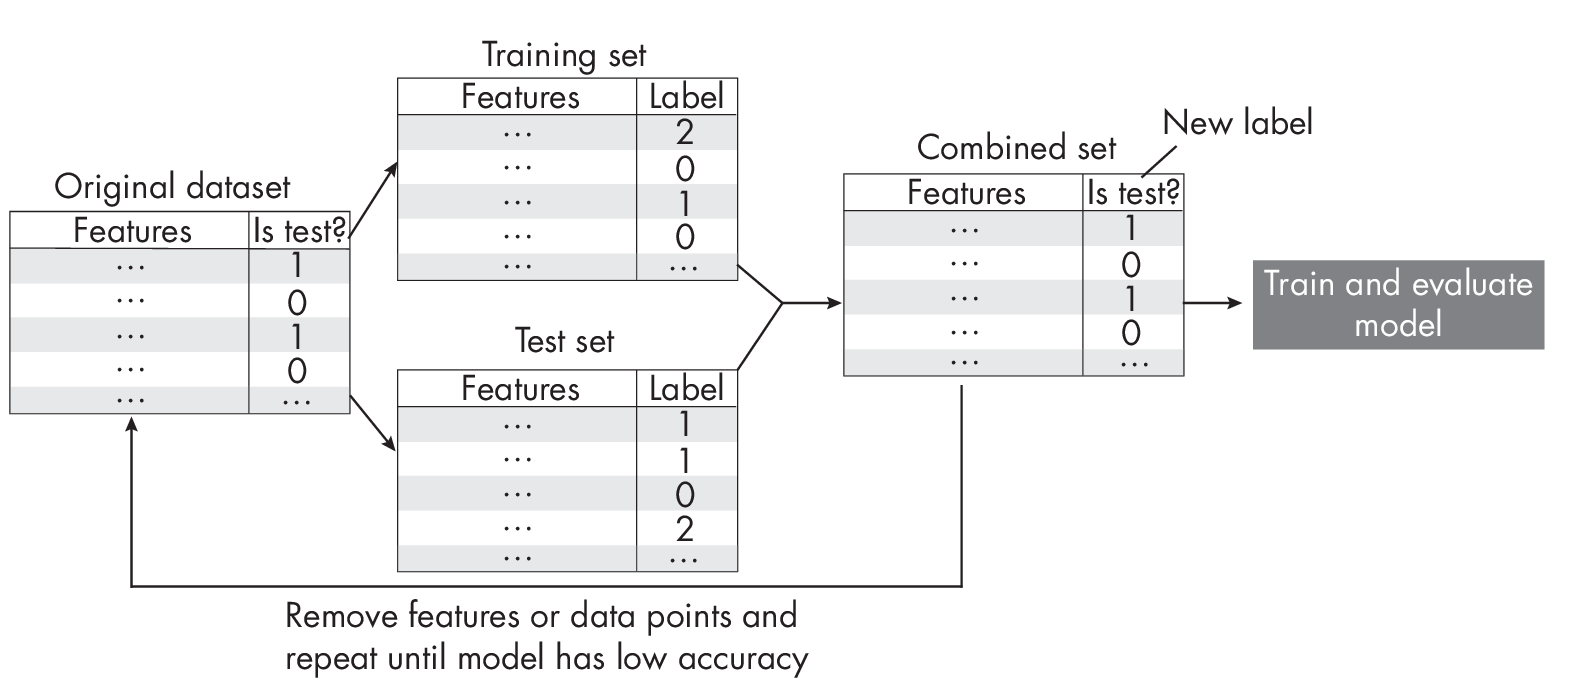 Original dataset
Features Is test?
... 1
... 0
... 1
... 0
... ...
Training set
Features Label
... 2
... 0
... 1
... 0
... ...
Test set
Features Label
... 1
... 1
... 0
... 2
... ...
New label
Combined set
Features Is test?
... 1
... 0
... 1
... 0
... ...
Train and evaluate
model
Remove features or data points and
repeat until model has low accuracy